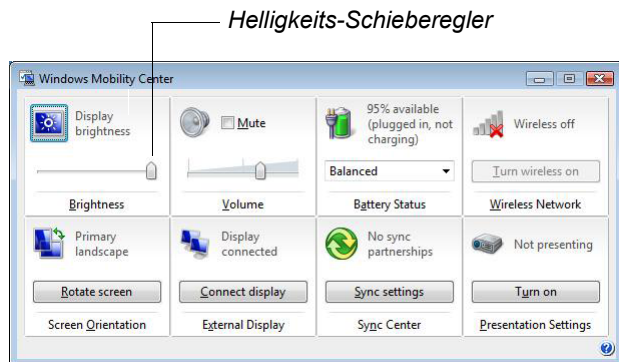 Helligkeits-Schieberegler
Windows Mobility Center
Display
brightness
Brightness
Mute
Volume
95% available
(plugged in, not
charging)
Balanced
Battery Status
Wireless off
Turn wireless on
Wireless Network
Primary
landscape
Rotate screen
Screen Orientation
Display
connected
Connect display
External Display
No sync
partnerships
Sync settings
Sync Center
Not presenting
Turn on
Presentation Settings
?